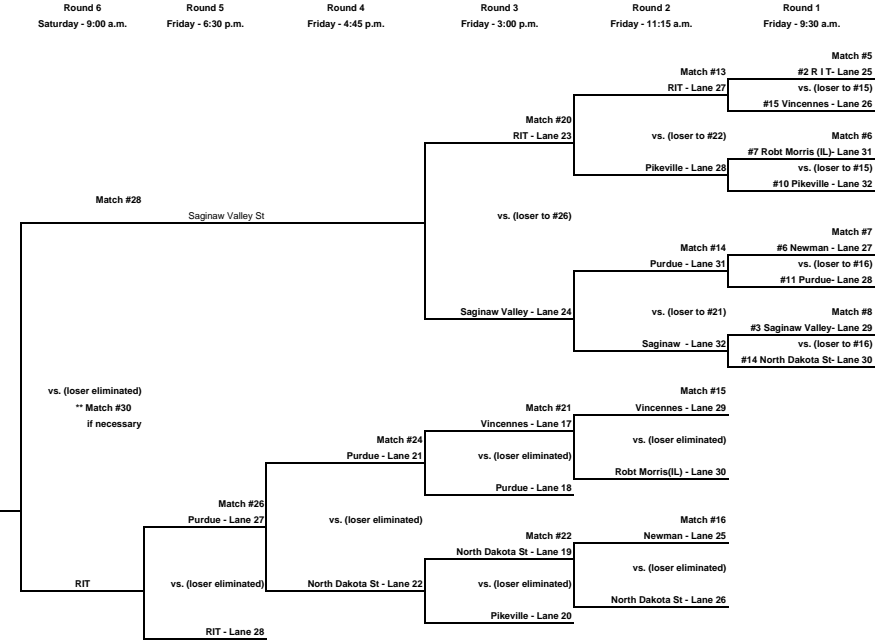 Round 6 Round 5 Round 4 Round 3 Round 2 Round 1
Saturday - 9:00 a.m. Friday - 6:30 p.m. Friday - 4:45 p.m. Friday - 3:00 p.m. Friday - 11:15 a.m. Friday - 9:30 a.m.
Match #5
Match #13 #2 R I T- Lane 25
RIT - Lane 27 vs. (loser to #15)
#15 Vincennes - Lane 26
Match #20
RIT - Lane 23 vs. (loser to #22) Match #6
#7 Robt Morris (IL)- Lane 31
Pikeville - Lane 28 vs. (loser to #15)
#10 Pikeville - Lane 32
Match #28
Saginaw Valley St vs. (loser to #26)
Match #7
Match #14 #6 Newman - Lane 27
Purdue - Lane 31 vs. (loser to #16)
#11 Purdue- Lane 28
Saginaw Valley - Lane 24 vs. (loser to #21) Match #8
#3 Saginaw Valley- Lane 29
Saginaw - Lane 32 vs. (loser to #16)
#14 North Dakota St- Lane 30
vs. (loser eliminated) Match #15
** Match #30 Match #21 Vincennes - Lane 29
if necessary Vincennes - Lane 17
Match #24 vs. (loser eliminated)
Purdue - Lane 21 vs. (loser eliminated)
Robt Morris(IL) - Lane 30
Purdue - Lane 18
Match #26
Purdue - Lane 27 vs. (loser eliminated) Match #16
Match #22 Newman - Lane 25
North Dakota St - Lane 19
vs. (loser eliminated)
RIT vs. (loser eliminated) North Dakota St - Lane 22 vs. (loser eliminated)
North Dakota St - Lane 26
Pikeville - Lane 20
RIT - Lane 28